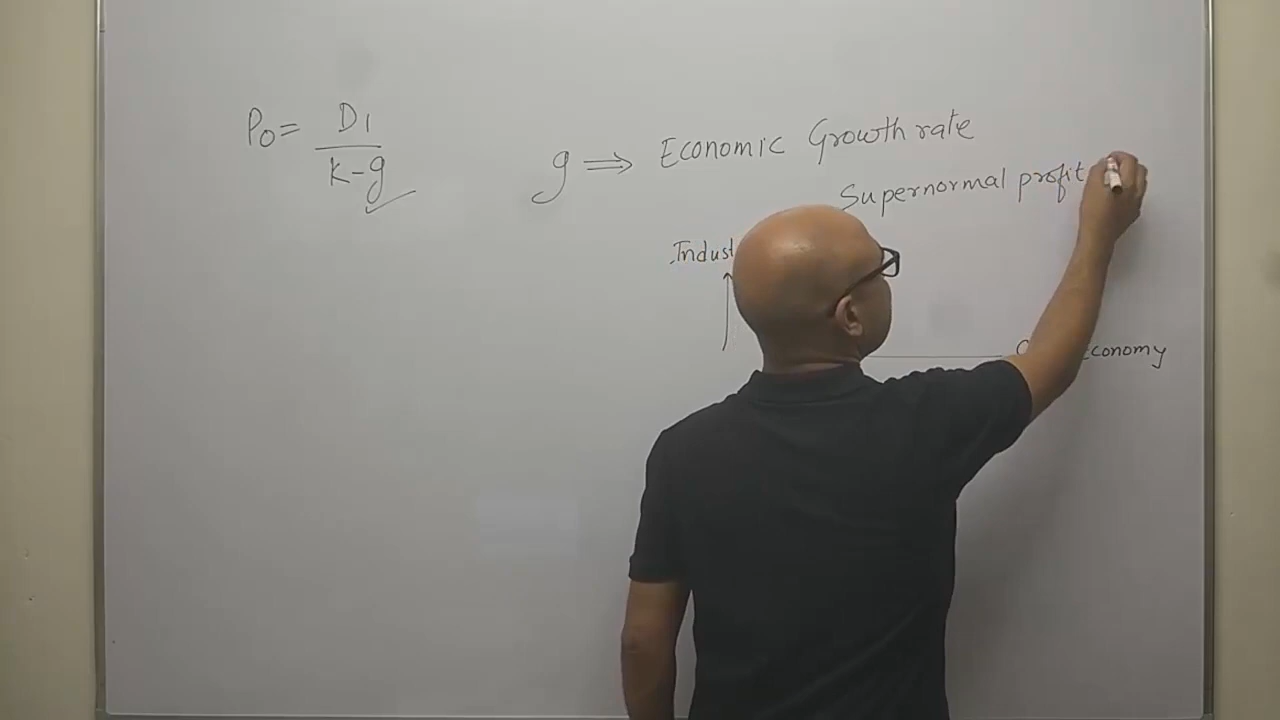 P0 = D1
k-g
g ⇒ Economic Growth rate
Supernormal profit
Indust
Economy